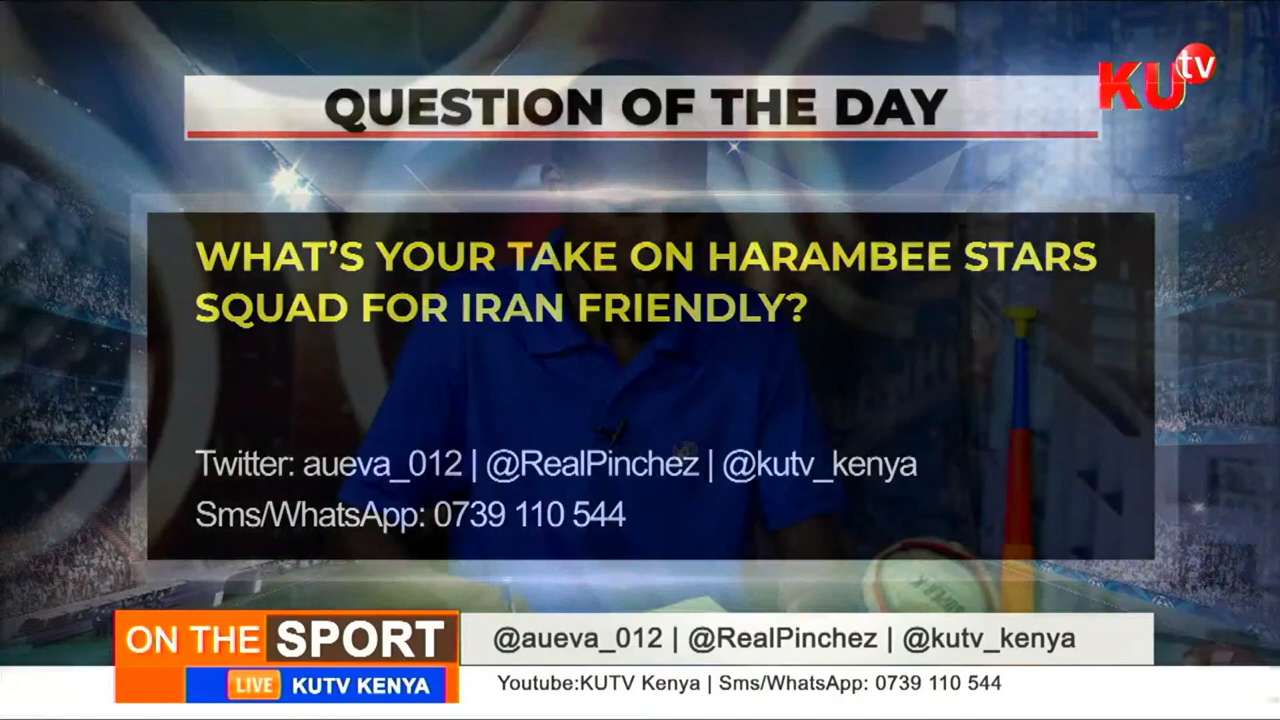 KUtv
QUESTION OF THE DAY
WHAT'S YOUR TAKE ON HARAMBEE STARS
SQUAD FOR IRAN FRIENDLY?
Twitter: aueva_012 | @RealPinchez | @kutv_kenya
Sms/WhatsApp: 0739 110 544
ON THE SPORT
@aueva_012 | @RealPinchez | @kutv_kenya
LIVE KUTV KENYA
Youtube:KUTV Kenya | Sms/WhatsApp: 0739 110 544